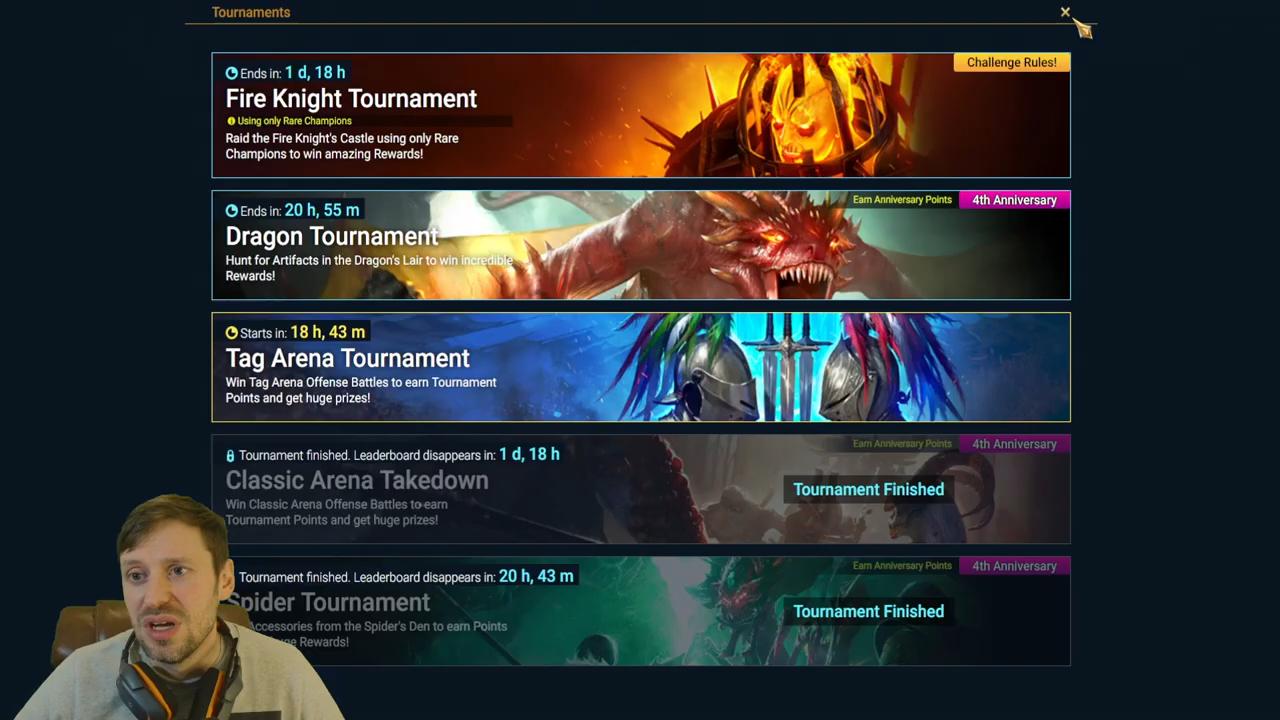 Tournaments
×
Ends in: 1 d, 18 h
Challenge Rules!
Fire Knight Tournament
Using only Rare Champions
Raid the Fire Knight's Castle using only Rare
Champions to win amazing Rewards!
Ends in: 20 h, 55 m
Earn Anniversary Points
4th Anniversary
Dragon Tournament
Hunt for Artifacts in the Dragon's Lair to win incredible
Rewards!
Starts in: 18 h, 43 m
Tag Arena Tournament
Win Tag Arena Offense Battles to earn Tournament
Points and get huge prizes!
Tournament finished. Leaderboard disappears in: 1 d, 18 h
Earn Anniversary Points
4th Anniversary
Classic Arena Takedown
Tournament Finished
Win Classic Arena Offense Battles to earn
Tournament Points and get huge prizes!
Tournament finished. Leaderboard disappears in: 20 h, 43 m
Earn Anniversary Points
4th Anniversary
Spider Tournament
Tournament Finished
Accessories from the Spider's Den to earn Points
Rewards!